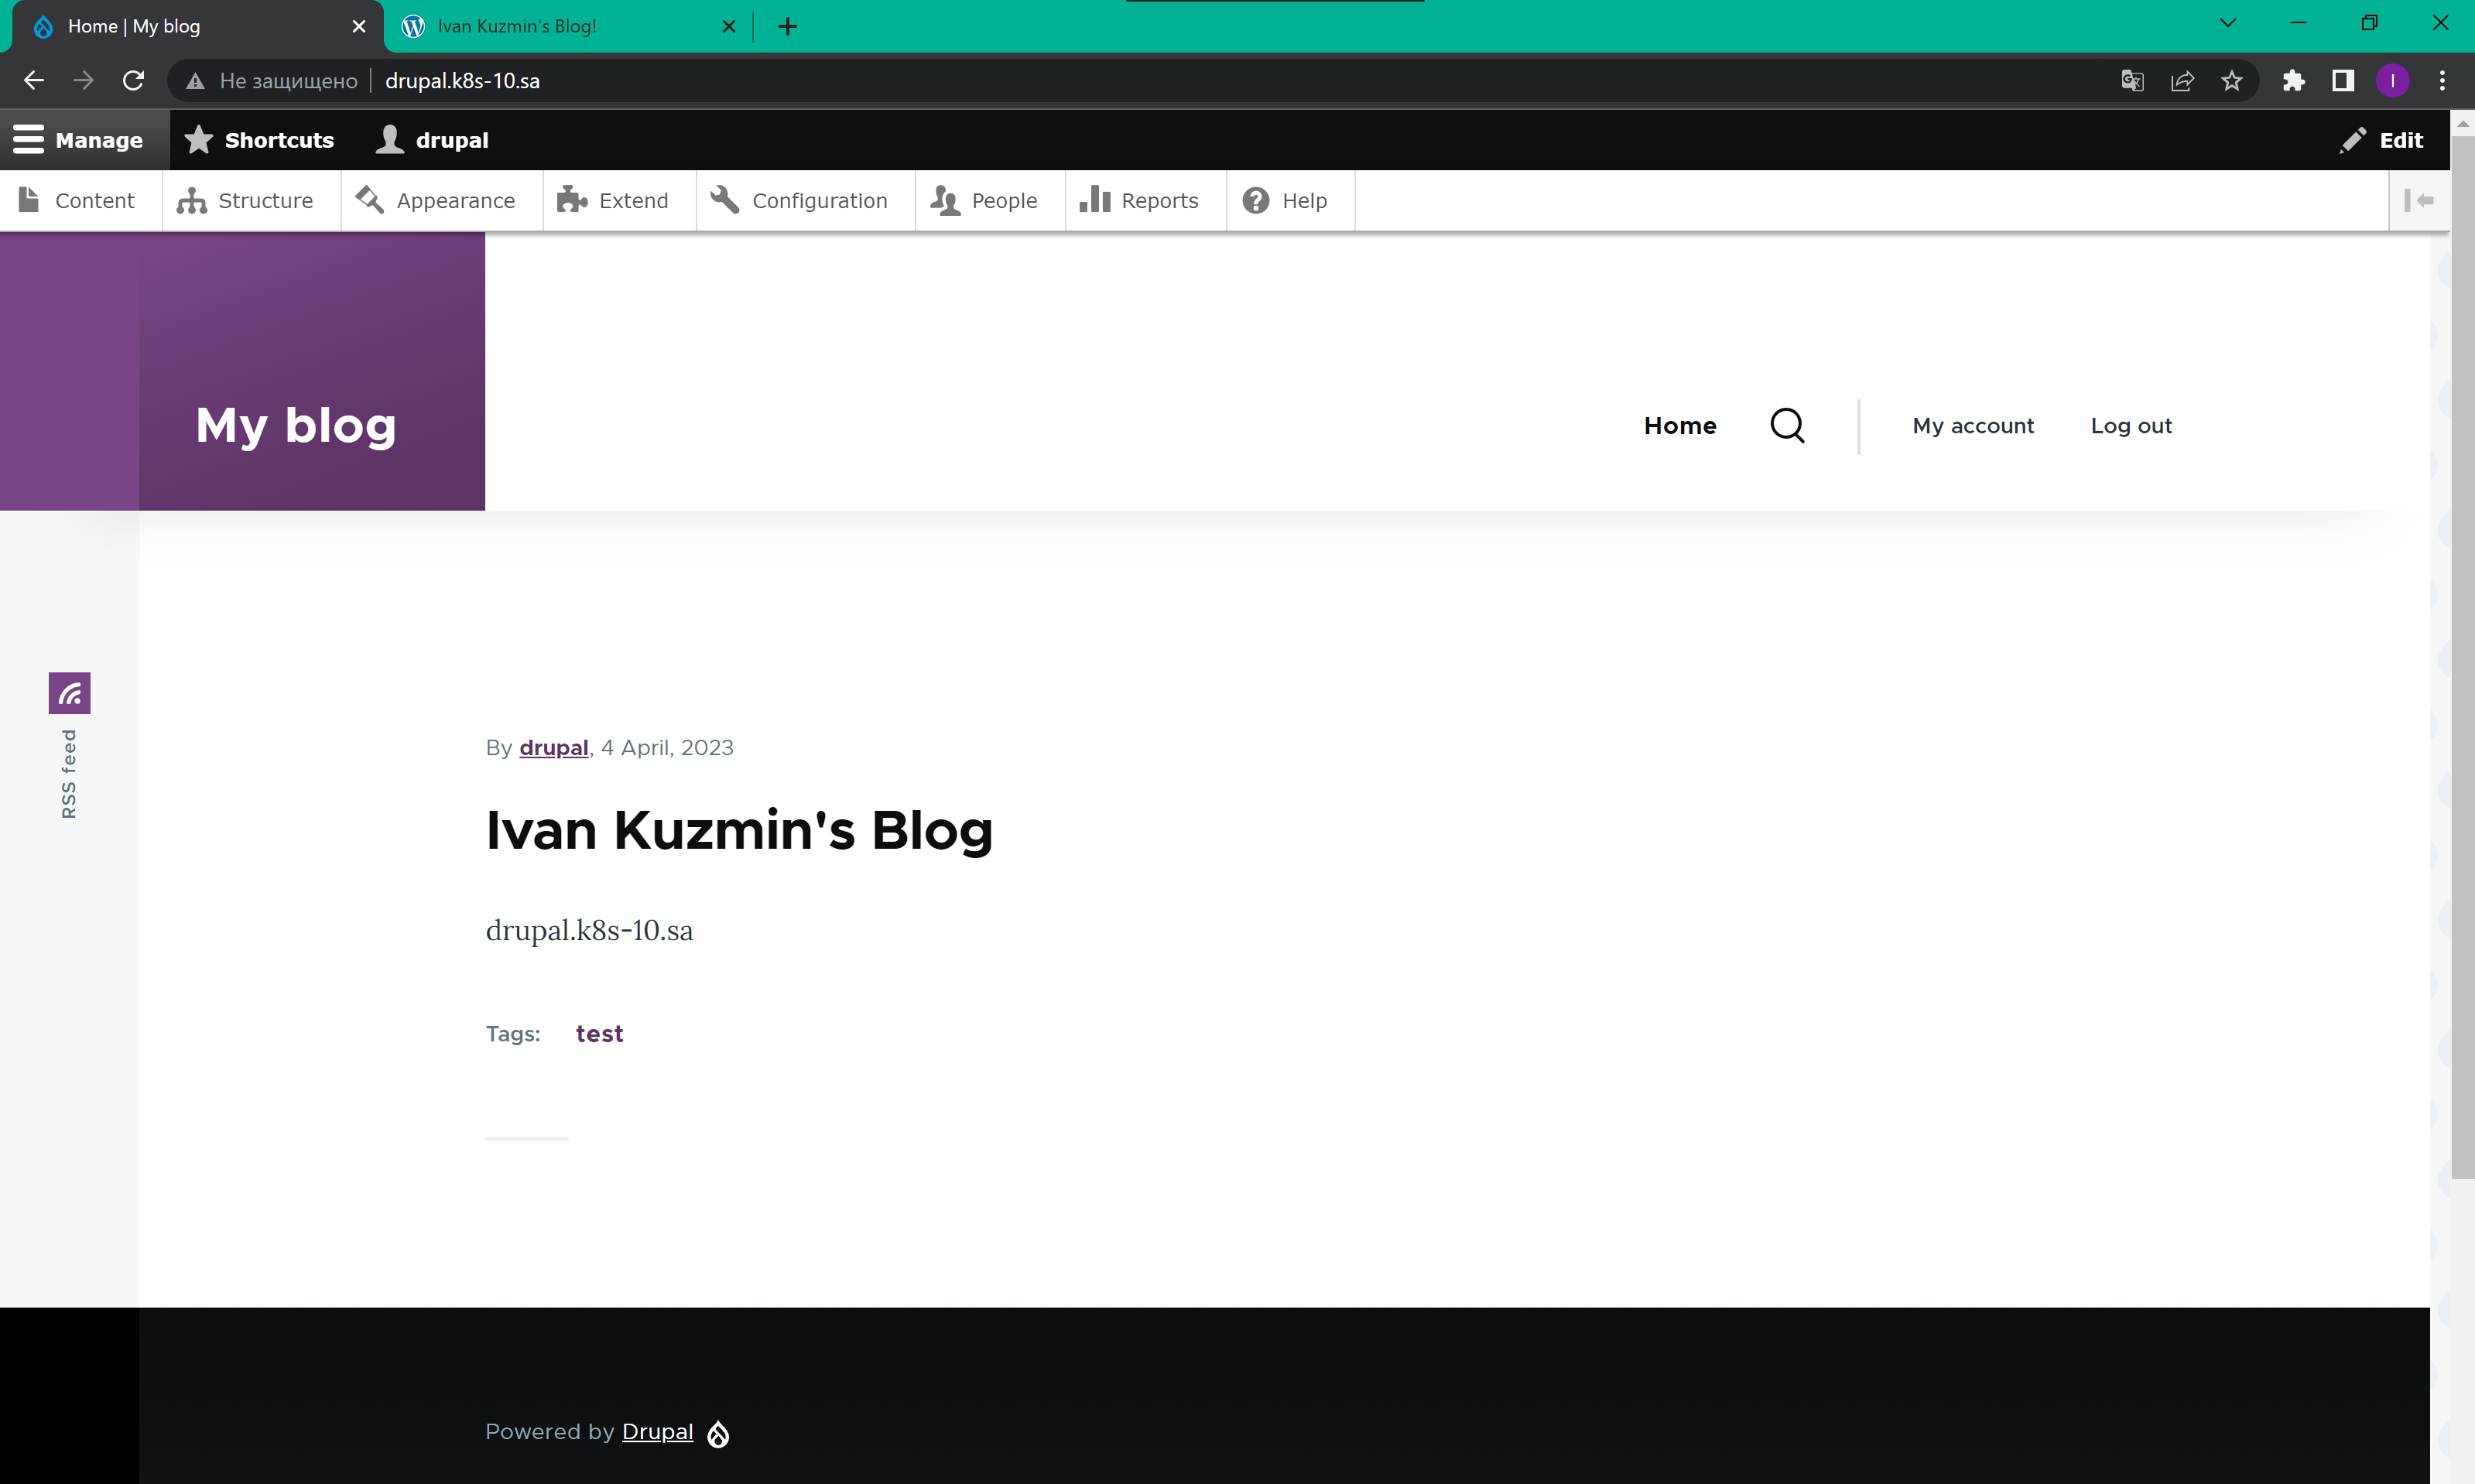 Home | My blog
Ivan Kuzmin's Blog!
Не защищено
drupal.k8s-10.sa
I
Manage
Shortcuts
drupal
Edit
Content
Structure
Appearance
Extend
Configuration
People
Reports
Help
My blog
Home
My account
Log out
RSS feed
By drupal, 4 April, 2023
Ivan Kuzmin's Blog
drupal.k8s-10.sa
Tags: test
Powered by Drupal